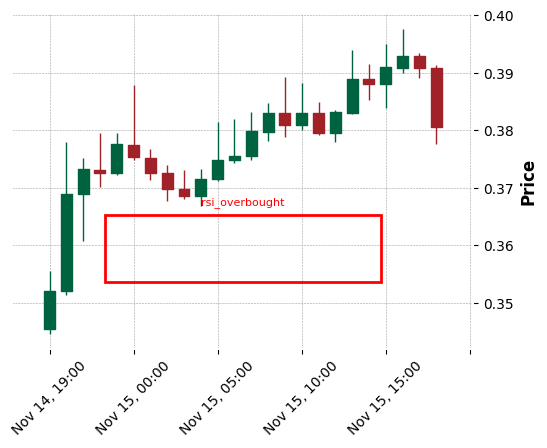 0.40
0.39
0.38
0.37
0.36
0.35
Price
rsi_overbought
Nov 14, 19:00
Nov 15, 00:00
Nov 15, 05:00
Nov 15, 10:00
Nov 15, 15:00